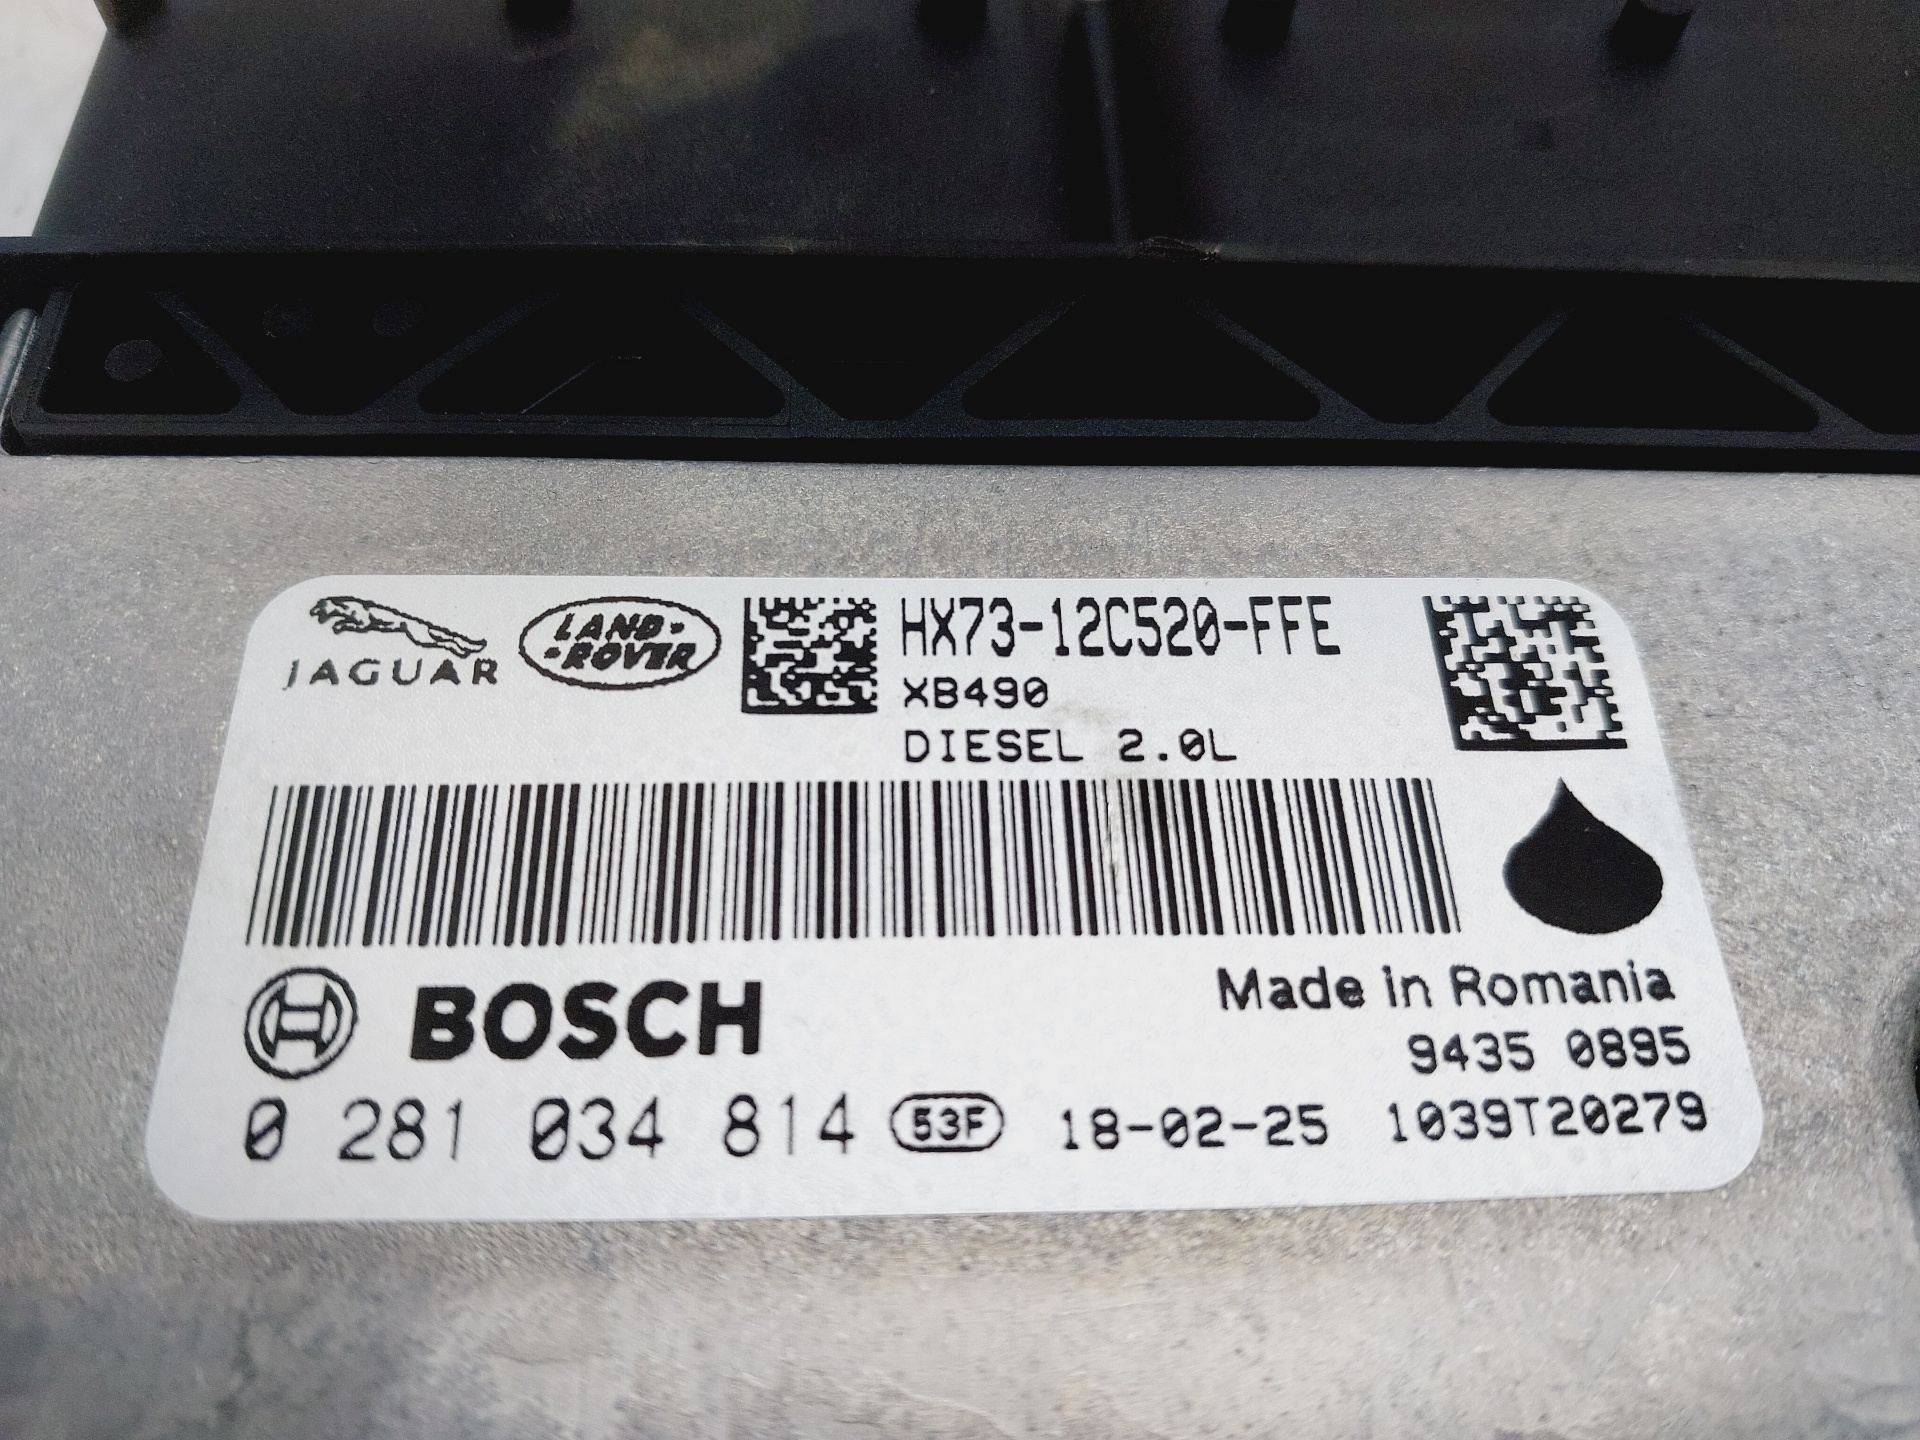 JAGUAR
LAND-
-ROVER
HX73-12C520-FFE
XB490
DIESEL 2.0L
BOSCH
Made in Romania
9435 0895
0 281 034 814 53F 18-02-25 1039T20279